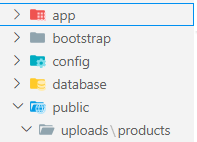 app
bootstrap
config
database
public
uploads\products